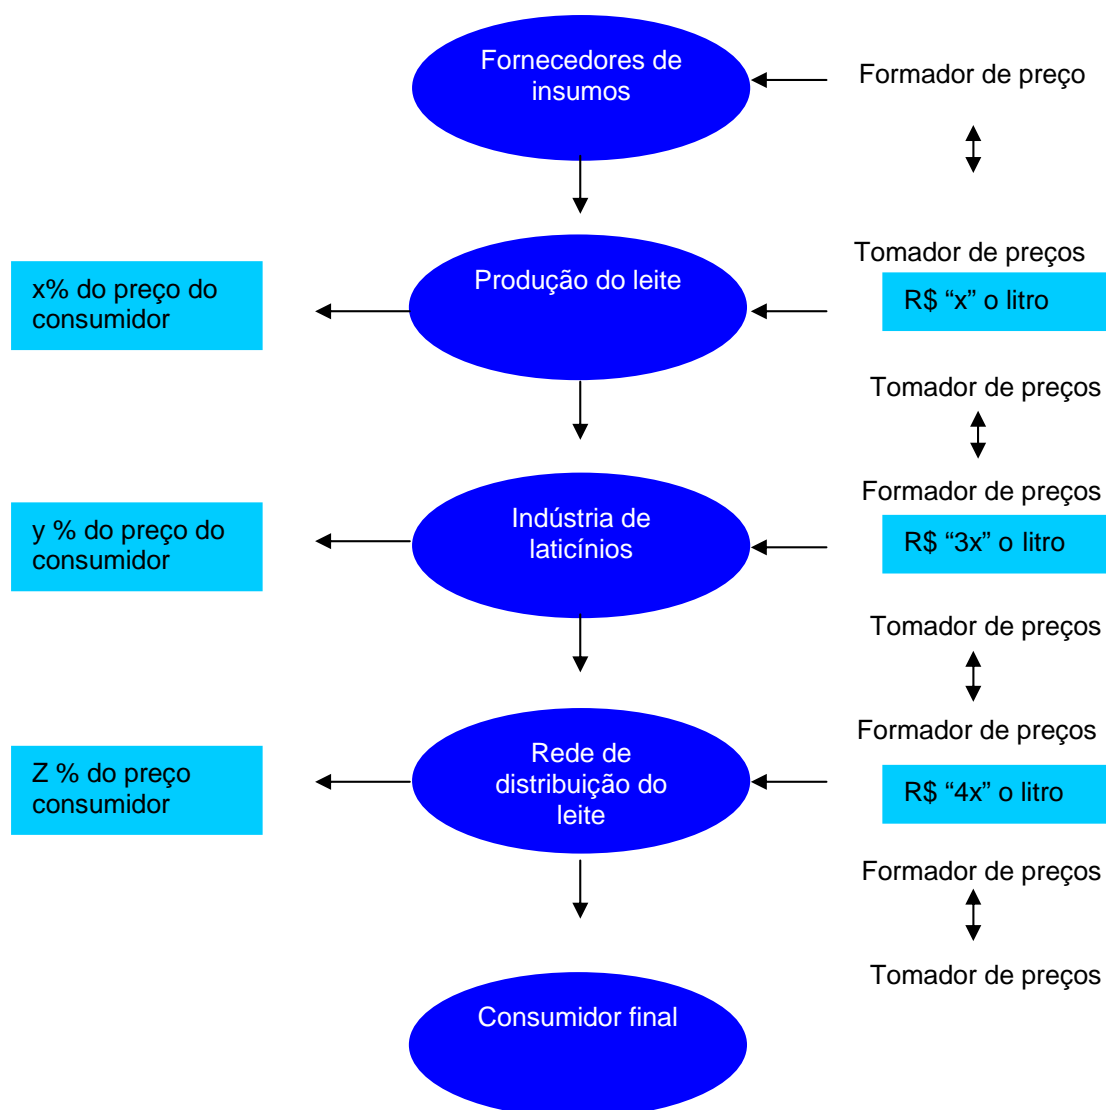 Fornecedores de
insumos
Formador de preço
Tomador de preços
x% do preço do
consumidor
Produção do leite
R$ “x” o litro
Tomador de preços
Formador de preços
y % do preço do
consumidor
Indústria de
laticínios
R$ “3x” o litro
Tomador de preços
Formador de preços
Z % do preço
consumidor
Rede de
distribuição do
leite
R$ “4x” o litro
Formador de preços
Tomador de preços
Consumidor final